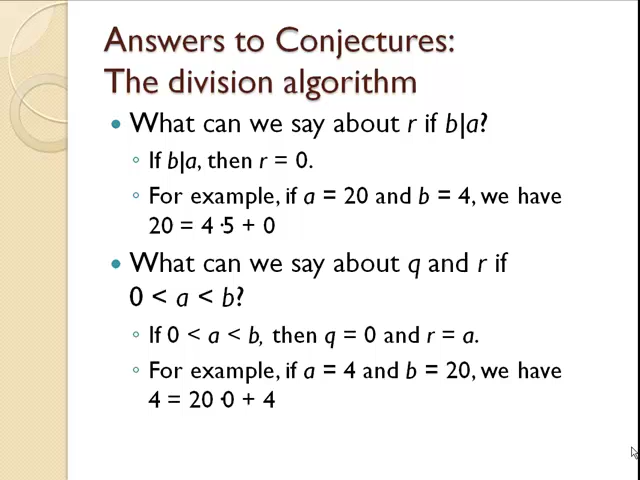 Answers to Conjectures:
The division algorithm
• What can we say about r if b|a?
◦ If b|a, then r = 0.
◦ For example, if a = 20 and b = 4, we have
20 = 4·5 + 0
• What can we say about q and r if
0 < a < b?
◦ If 0 < a < b, then q = 0 and r = a.
◦ For example, if a = 4 and b = 20, we have
4 = 20·0 + 4